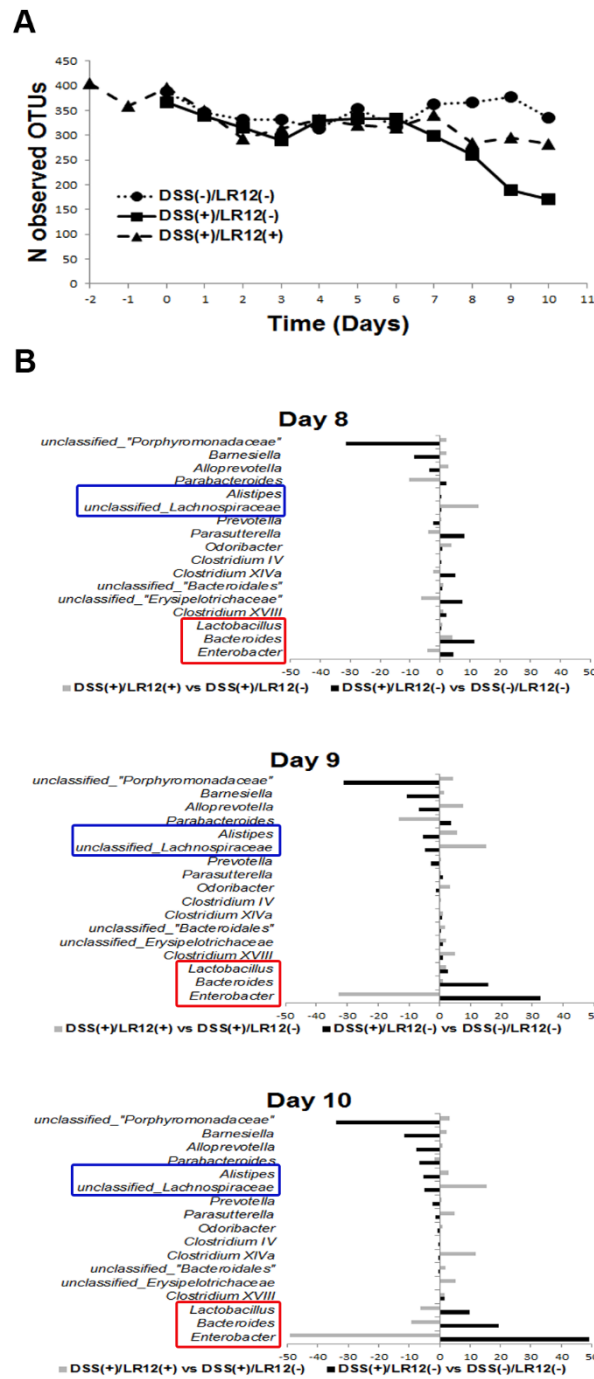 A
450
400
350
300
250
200
150
100
50
0
N observed OTUs
DSS(-)/LR12(-)
DSS(+)/LR12(-)
DSS(+)/LR12(+)
-2 -1 0 1 2 3 4 5 6 7 8 9 10 11
Time (Days)
B
Day 8
unclassified_"Porphyromonadaceae"
Barnesiella
Alloprevotella
Parabacteroides
Alistipes
unclassified_Lachnospiraceae
Prevotella
Parasutterella
Odoribacter
Clostridium IV
Clostridium XIVa
unclassified_"Bacteroidales"
unclassified_"Erysipelotrichaceae"
Clostridium XVIII
Lactobacillus
Bacteroides
Enterobacter
-50 -40 -30 -20 -10 0 10 20 30 40 50
DSS(+)/LR12(+) vs DSS(+)/LR12(-) DSS(+)/LR12(-) vs DSS(-)/LR12(-)
Day 9
unclassified_"Porphyromonadaceae"
Barnesiella
Alloprevotella
Parabacteroides
Alistipes
unclassified_Lachnospiraceae
Prevotella
Parasutterella
Odoribacter
Clostridium IV
Clostridium XIVa
unclassified_"Bacteroidales"
unclassified_Erysipelotrichaceae
Clostridium XVIII
Lactobacillus
Bacteroides
Enterobacter
-50 -40 -30 -20 -10 0 10 20 30 40 50
DSS(+)/LR12(+) vs DSS(+)/LR12(-) DSS(+)/LR12(-) vs DSS(-)/LR12(-)
Day 10
unclassified_"Porphyromonadaceae"
Barnesiella
Alloprevotella
Parabacteroides
Alistipes
unclassified_Lachnospiraceae
Prevotella
Parasutterella
Odoribacter
Clostridium IV
Clostridium XIVa
unclassified_"Bacteroidales"
unclassified_Erysipelotrichaceae
Clostridium XVIII
Lactobacillus
Bacteroides
Enterobacter
-50 -40 -30 -20 -10 0 10 20 30 40 50
DSS(+)/LR12(+) vs DSS(+)/LR12(-) DSS(+)/LR12(-) vs DSS(-)/LR12(-)